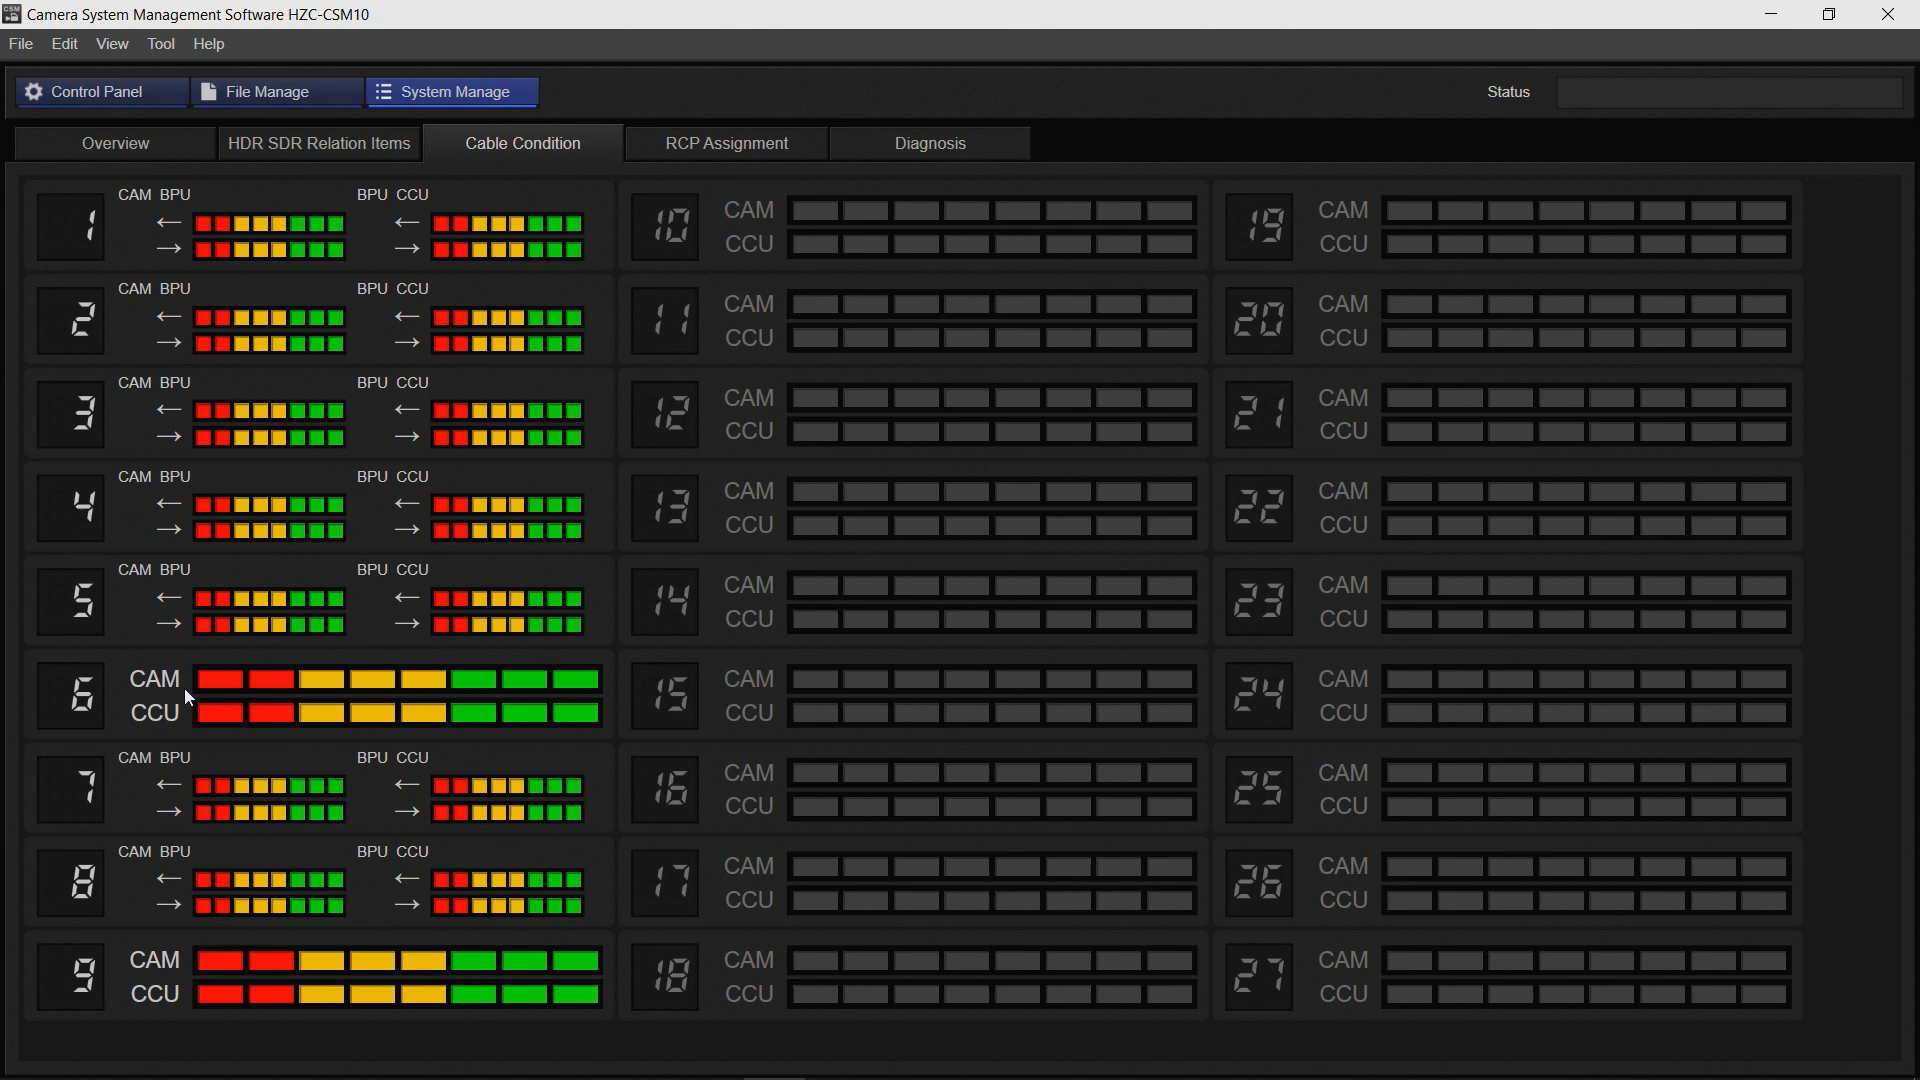 CSM Camera System Management Software HZC-CSM10
File Edit View Tool Help
Control Panel File Manage System Manage Status
Overview HDR SDR Relation Items Cable Condition RCP Assignment Diagnosis
1 CAM BPU ← → BPU CCU ← →
2 CAM BPU ← → BPU CCU ← →
3 CAM BPU ← → BPU CCU ← →
4 CAM BPU ← → BPU CCU ← →
5 CAM BPU ← → BPU CCU ← →
6 CAM
CCU
7 CAM BPU ← → BPU CCU ← →
8 CAM BPU ← → BPU CCU ← →
9 CAM
CCU
10 CAM
CCU
11 CAM
CCU
12 CAM
CCU
13 CAM
CCU
14 CAM
CCU
15 CAM
CCU
16 CAM
CCU
17 CAM
CCU
18 CAM
CCU
19 CAM
CCU
20 CAM
CCU
21 CAM
CCU
22 CAM
CCU
23 CAM
CCU
24 CAM
CCU
25 CAM
CCU
26 CAM
CCU
27 CAM
CCU